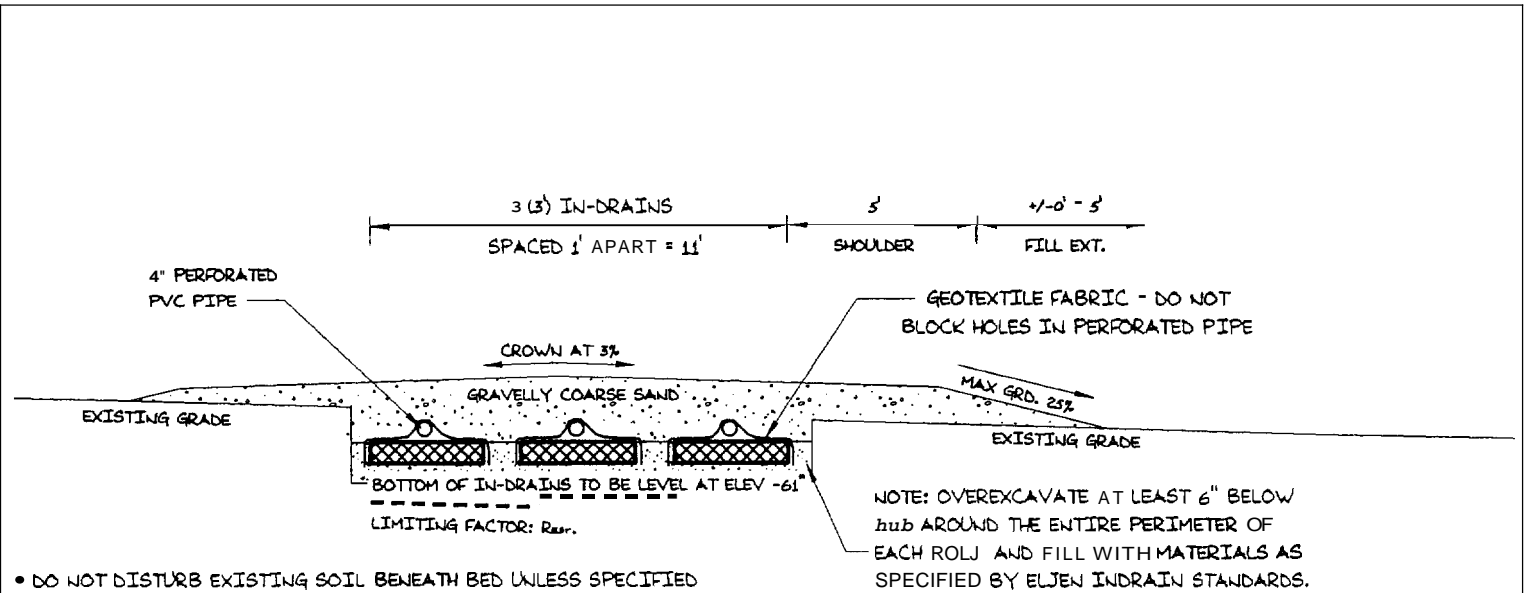 3 (3') IN-DRAINS
SPACED 1' APART = 11'
5'
SHOULDER
+/-0' - 5'
FILL EXT.
4" PERFORATED
PVC PIPE
GEOTEXTILE FABRIC - DO NOT
BLOCK HOLES IN PERFORATED PIPE
CROWN AT 3%
GRAVELLY COARSE SAND
MAX GRD. 25%
EXISTING GRADE
EXISTING GRADE
BOTTOM OF IN-DRAINS TO BE LEVEL AT ELEV -61"
LIMITING FACTOR:
NOTE: OVEREXCAVATE AT LEAST 6" BELOW
hub AROUND THE ENTIRE PERIMETER OF
EACH ROLJ AND FILL WITH MATERIALS AS
SPECIFIED BY ELJEN INDRAIN STANDARDS.
• DO NOT DISTURB EXISTING SOIL BENEATH BED UNLESS SPECIFIED